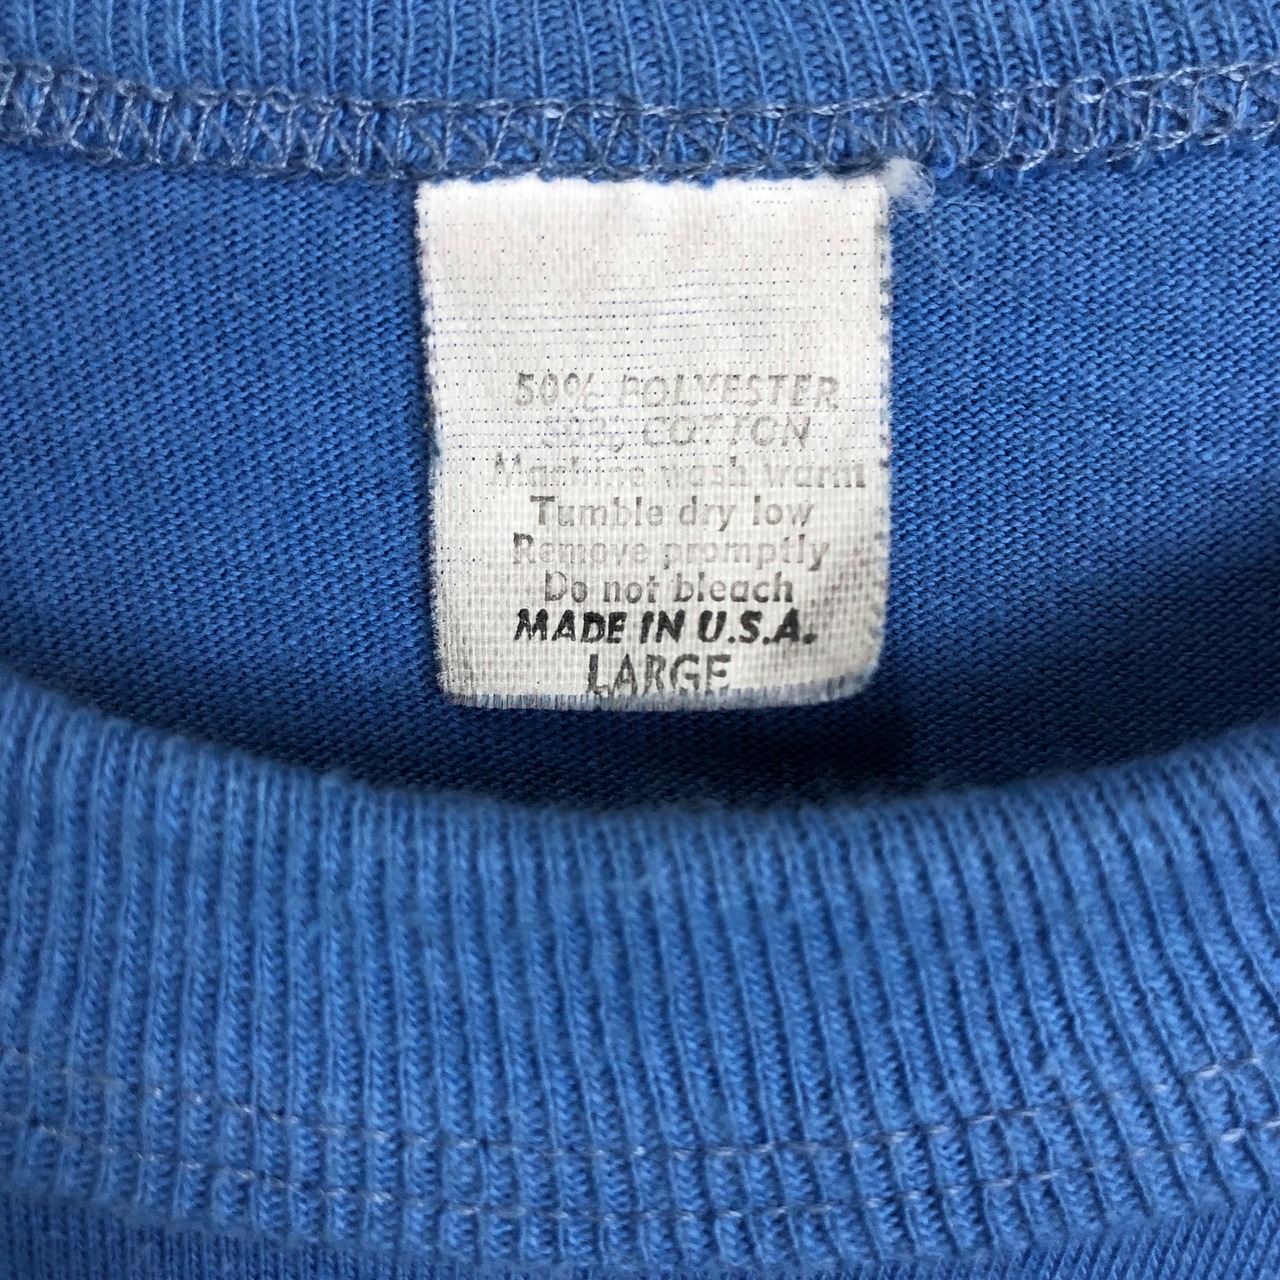 50% POLYESTER
50% COTTON
Machine wash warm
Tumble dry low
Remove promptly
Do not bleach
MADE IN U.S.A.
LARGE